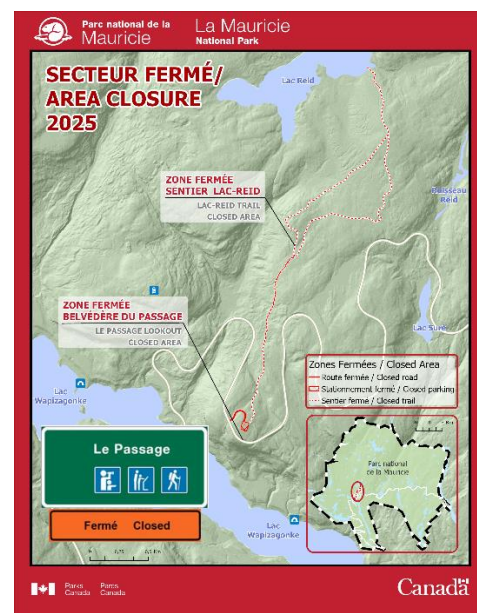 Parc national de la
Mauricie
La Mauricie
National Park
SECTEUR FERMÉ/
AREA CLOSURE
2025
Lac Reid
ZONE FERMÉE
SENTIER LAC-REID
LAC-REID TRAIL
CLOSED AREA
Ruisseau
Reid
ZONE FERMÉE
BELVÉDÈRE DU PASSAGE
LE PASSAGE LOOKOUT
CLOSED AREA
Lac
Wapizagonke
Zones Fermées / Closed Area
Route fermée / Closed road
Stationnement fermé / Closed parking
Sentier fermé / Closed trail
Le Passage
Fermé Closed
Parc national
de la Mauricie
Lac
Wapizagonke
Parks
Canada
Parcs
Canada
Canada